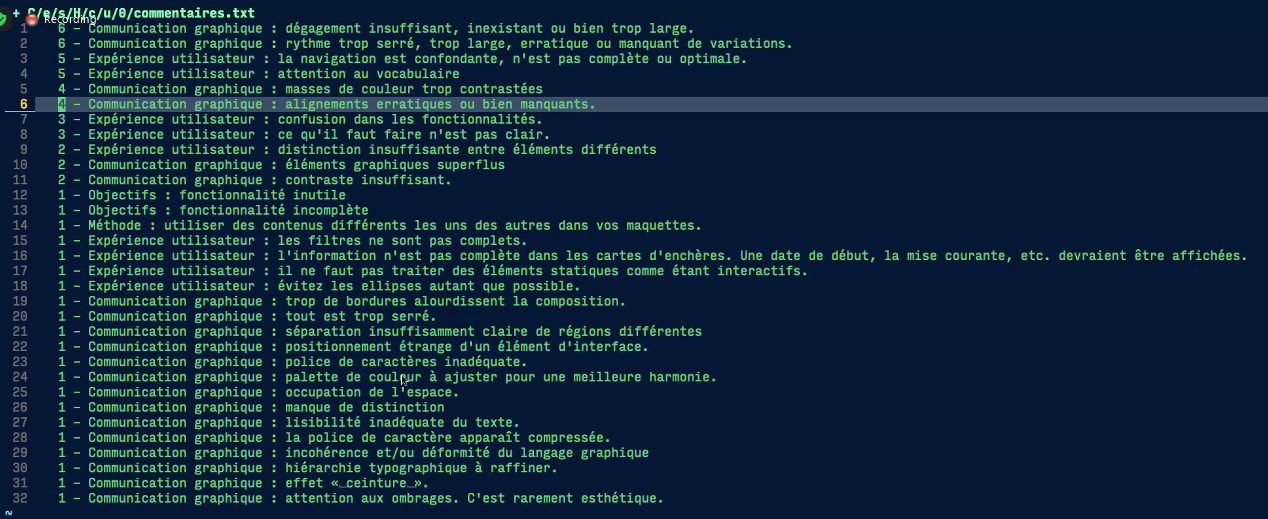 + C/e/s/H/c/u/0/commentaires.txt
Recording
1 6 – Communication graphique : dégagement insuffisant, inexistant ou bien trop large.
2 6 – Communication graphique : rythme trop serré, trop large, erratique ou manquant de variations.
3 5 – Expérience utilisateur : la navigation est confondante, n'est pas complète ou optimale.
4 5 – Expérience utilisateur : attention au vocabulaire
5 4 – Communication graphique : masses de couleur trop contrastées
6 4 – Communication graphique : alignements erratiques ou bien manquants.
7 3 – Expérience utilisateur : confusion dans les fonctionnalités.
8 3 – Expérience utilisateur : ce qu'il faut faire n'est pas clair.
9 2 – Expérience utilisateur : distinction insuffisante entre éléments différents
10 2 – Communication graphique : éléments graphiques superflus
11 2 – Communication graphique : contraste insuffisant.
12 1 – Objectifs : fonctionnalité inutile
13 1 – Objectifs : fonctionnalité incomplète
14 1 – Méthode : utiliser des contenus différents les uns des autres dans vos maquettes.
15 1 – Expérience utilisateur : les filtres ne sont pas complets.
16 1 – Expérience utilisateur : l'information n'est pas complète dans les cartes d'enchères. Une date de début, la mise courante, etc. devraient être affichées.
17 1 – Expérience utilisateur : il ne faut pas traiter des éléments statiques comme étant interactifs.
18 1 – Expérience utilisateur : évitez les ellipses autant que possible.
19 1 – Communication graphique : trop de bordures alourdissent la composition.
20 1 – Communication graphique : tout est trop serré.
21 1 – Communication graphique : séparation insuffisamment claire de régions différentes
22 1 – Communication graphique : positionnement étrange d'un élément d'interface.
23 1 – Communication graphique : police de caractères inadéquate.
24 1 – Communication graphique : palette de couleur à ajuster pour une meilleure harmonie.
25 1 – Communication graphique : occupation de l'espace.
26 1 – Communication graphique : manque de distinction
27 1 – Communication graphique : lisibilité inadéquate du texte.
28 1 – Communication graphique : la police de caractère apparaît compressée.
29 1 – Communication graphique : incohérence et/ou déformité du langage graphique
30 1 – Communication graphique : hiérarchie typographique à raffiner.
31 1 – Communication graphique : effet «_ceinture_».
32 1 – Communication graphique : attention aux ombrages. C'est rarement esthétique.
~